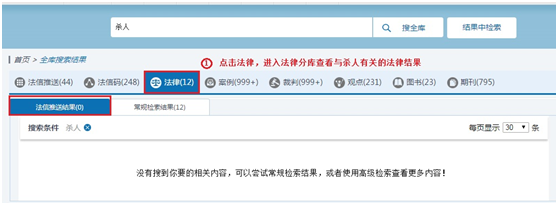 杀人 搜全库 结果中检索
首页 > 全库搜索结果
① 点击法律，进入法律分库查看与杀人有关的法律结果
法信推送(44) 法信码(248) 法律(12) 案例(999+) 裁判(999+) 观点(231) 图书(23) 期刊(795)
法信推送结果(0) 常规检索结果(12)
搜索条件 杀人 每页显示 30 条
没有搜到你要的相关内容，可以尝试常规检索结果，或者使用高级检索查看更多内容！